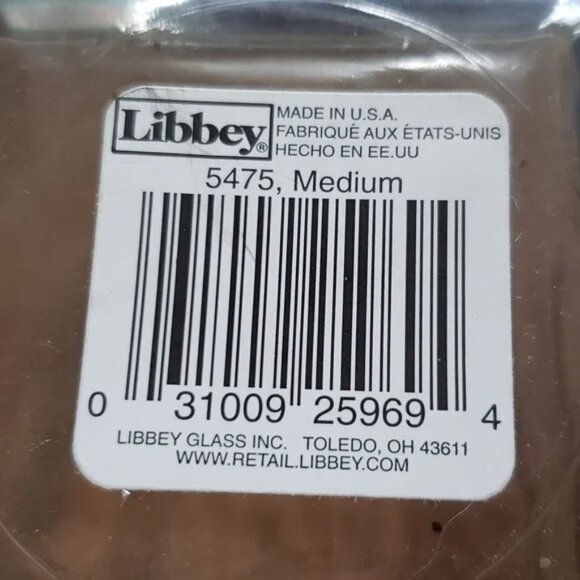 Libbey®
MADE IN U.S.A.
FABRIQUÉ AUX ÉTATS-UNIS
HECHO EN EE.UU
5475, Medium
0 31009 25969 4
LIBBEY GLASS INC. TOLEDO, OH 43611
WWW.RETAIL.LIBBEY.COM